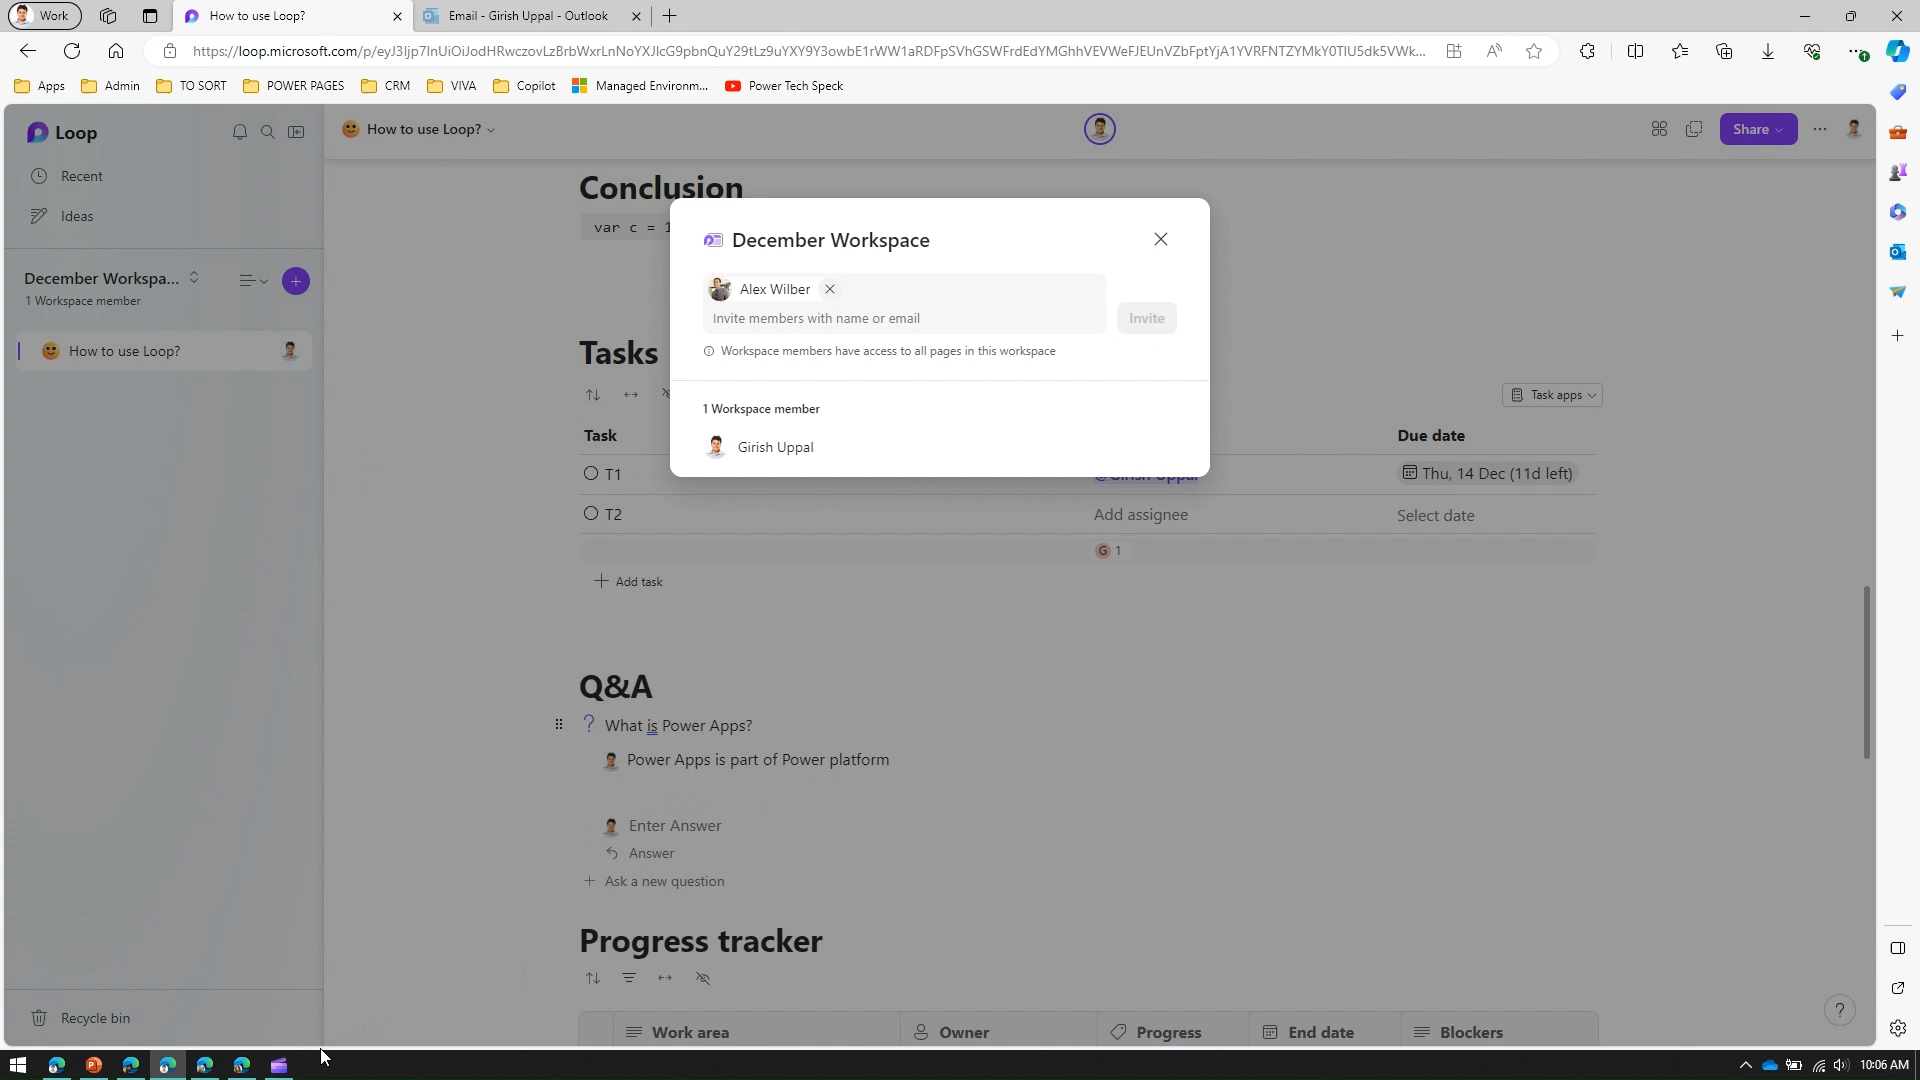 Work
How to use Loop?
Email - Girish Uppal - Outlook
Apps
Admin
TO SORT
POWER PAGES
CRM
VIVA
Copilot
Managed Environm...
Power Tech Speck
Loop
How to use Loop?
Share
Recent
Ideas
December Workspa...
1 Workspace member
How to use Loop?
Recycle bin
Conclusion
var c =
December Workspace
Alex Wilber
Invite members with name or email
Invite
Workspace members have access to all pages in this workspace
1 Workspace member
Girish Uppal
Tasks
Task apps
Task
Due date
T1
Thu, 14 Dec (11d left)
T2
Add assignee
Select date
G 1
Add task
Q&A
? What is Power Apps?
Power Apps is part of Power platform
Enter Answer
Answer
+ Ask a new question
Progress tracker
Work area
Owner
Progress
End date
Blockers
?
10:06 AM